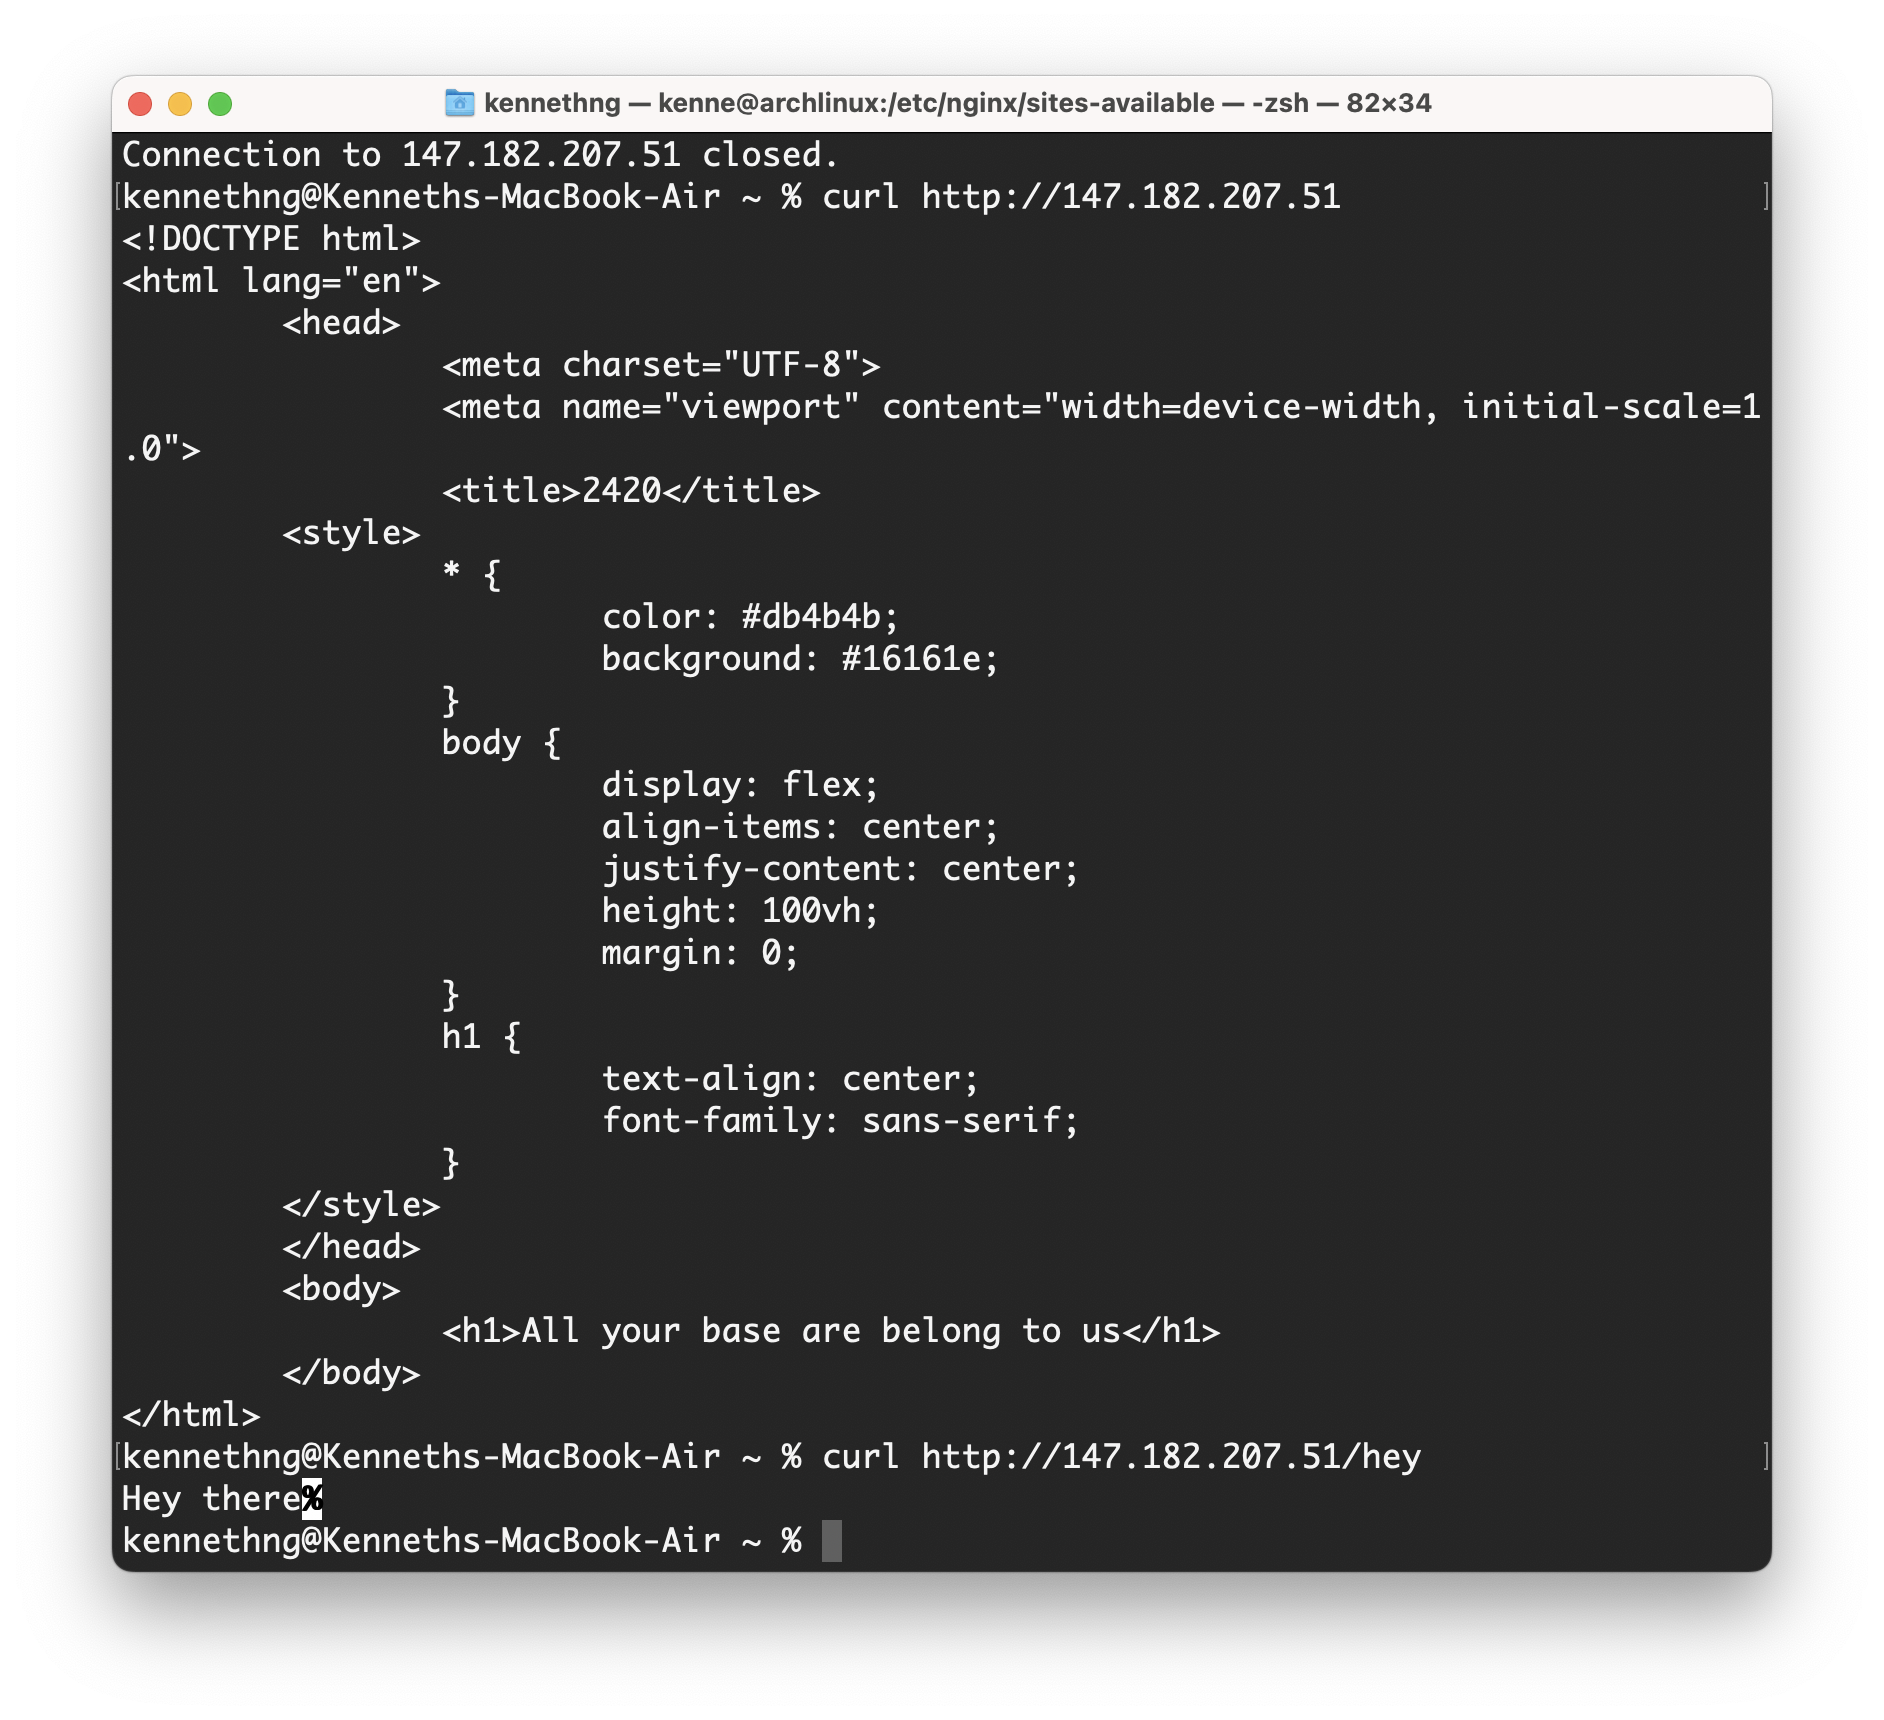 kennethng — kenne@archlinux:/etc/nginx/sites-available — -zsh — 82×34
Connection to 147.182.207.51 closed.
[kennethng@Kenneths-MacBook-Air ~ % curl http://147.182.207.51 ]
<!DOCTYPE html>
<html lang="en">
        <head>
                <meta charset="UTF-8">
                <meta name="viewport" content="width=device-width, initial-scale=1
.0">
                <title>2420</title>
        <style>
                * {
                        color: #db4b4b;
                        background: #16161e;
                }
                body {
                        display: flex;
                        align-items: center;
                        justify-content: center;
                        height: 100vh;
                        margin: 0;
                }
                h1 {
                        text-align: center;
                        font-family: sans-serif;
                }
        </style>
        </head>
        <body>
                <h1>All your base are belong to us</h1>
        </body>
</html>
[kennethng@Kenneths-MacBook-Air ~ % curl http://147.182.207.51/hey ]
Hey there%
kennethng@Kenneths-MacBook-Air ~ %